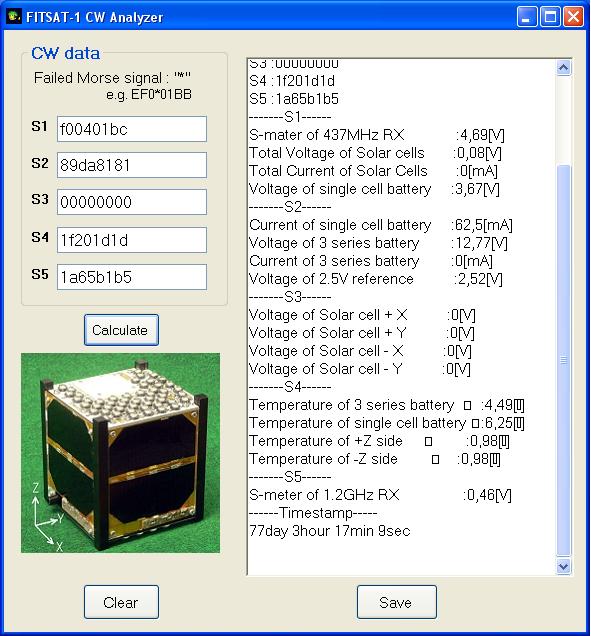 FITSAT-1 CW Analyzer
CW data
Failed Morse signal : "*"
e.g. EF0*01BB
S1 f00401bc
S2 89da8181
S3 00000000
S4 1f201d1d
S5 1a65b1b5
Calculate
Z
Y
X
Clear
S3 :00000000
S4 :1f201d1d
S5 :1a65b1b5
-------S1------
S-mater of 437MHz RX :4,69[V]
Total Voltage of Solar cells :0,08[V]
Total Current of Solar Cells :0[mA]
Voltage of single cell battery :3,67[V]
-------S2------
Current of single cell battery :62,5[mA]
Voltage of 3 series battery :12,77[V]
Current of 3 series battery :0[mA]
Voltage of 2.5V reference :2,52[V]
-------S3------
Voltage of Solar cell + X :0[V]
Voltage of Solar cell + Y :0[V]
Voltage of Solar cell - X :0[V]
Voltage of Solar cell - Y :0[V]
-------S4------
Temperature of 3 series battery □ :4,49[□]
Temperature of single cell battery □:6,25[□]
Temperature of +Z side □ :0,98[□]
Temperature of -Z side □ :0,98[□]
-------S5------
S-meter of 1.2GHz RX :0,46[V]
------Timestamp-----
77day 3hour 17min 9sec
Save